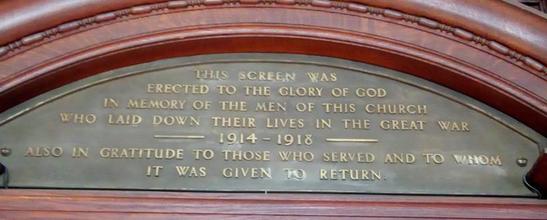 THIS SCREEN WAS
ERECTED TO THE GLORY OF GOD
IN MEMORY OF THE MEN OF THIS CHURCH
WHO LAID DOWN THEIR LIVES IN THE GREAT WAR
1914 - 1918
ALSO IN GRATITUDE TO THOSE WHO SERVED AND TO WHOM
IT WAS GIVEN TO RETURN.